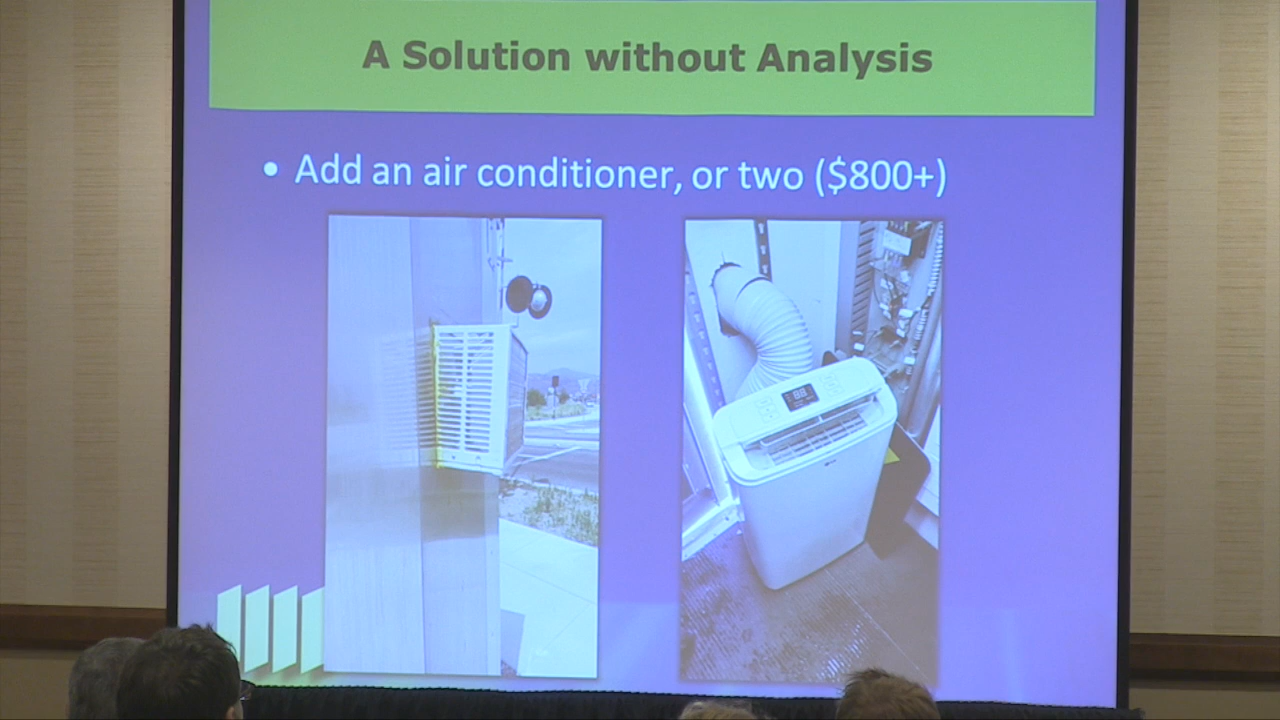 A Solution without Analysis
• Add an air conditioner, or two ($800+)